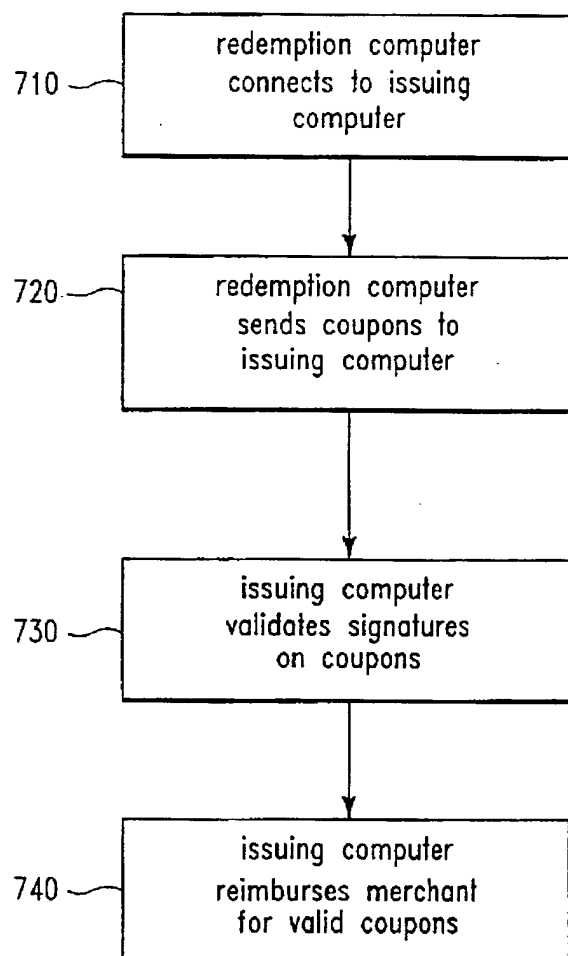 710
redemption computer
connects to issuing
computer
720
redemption computer
sends coupons to
issuing computer
730
issuing computer
validates signatures
on coupons
740
issuing computer
reimburses merchant
for valid coupons